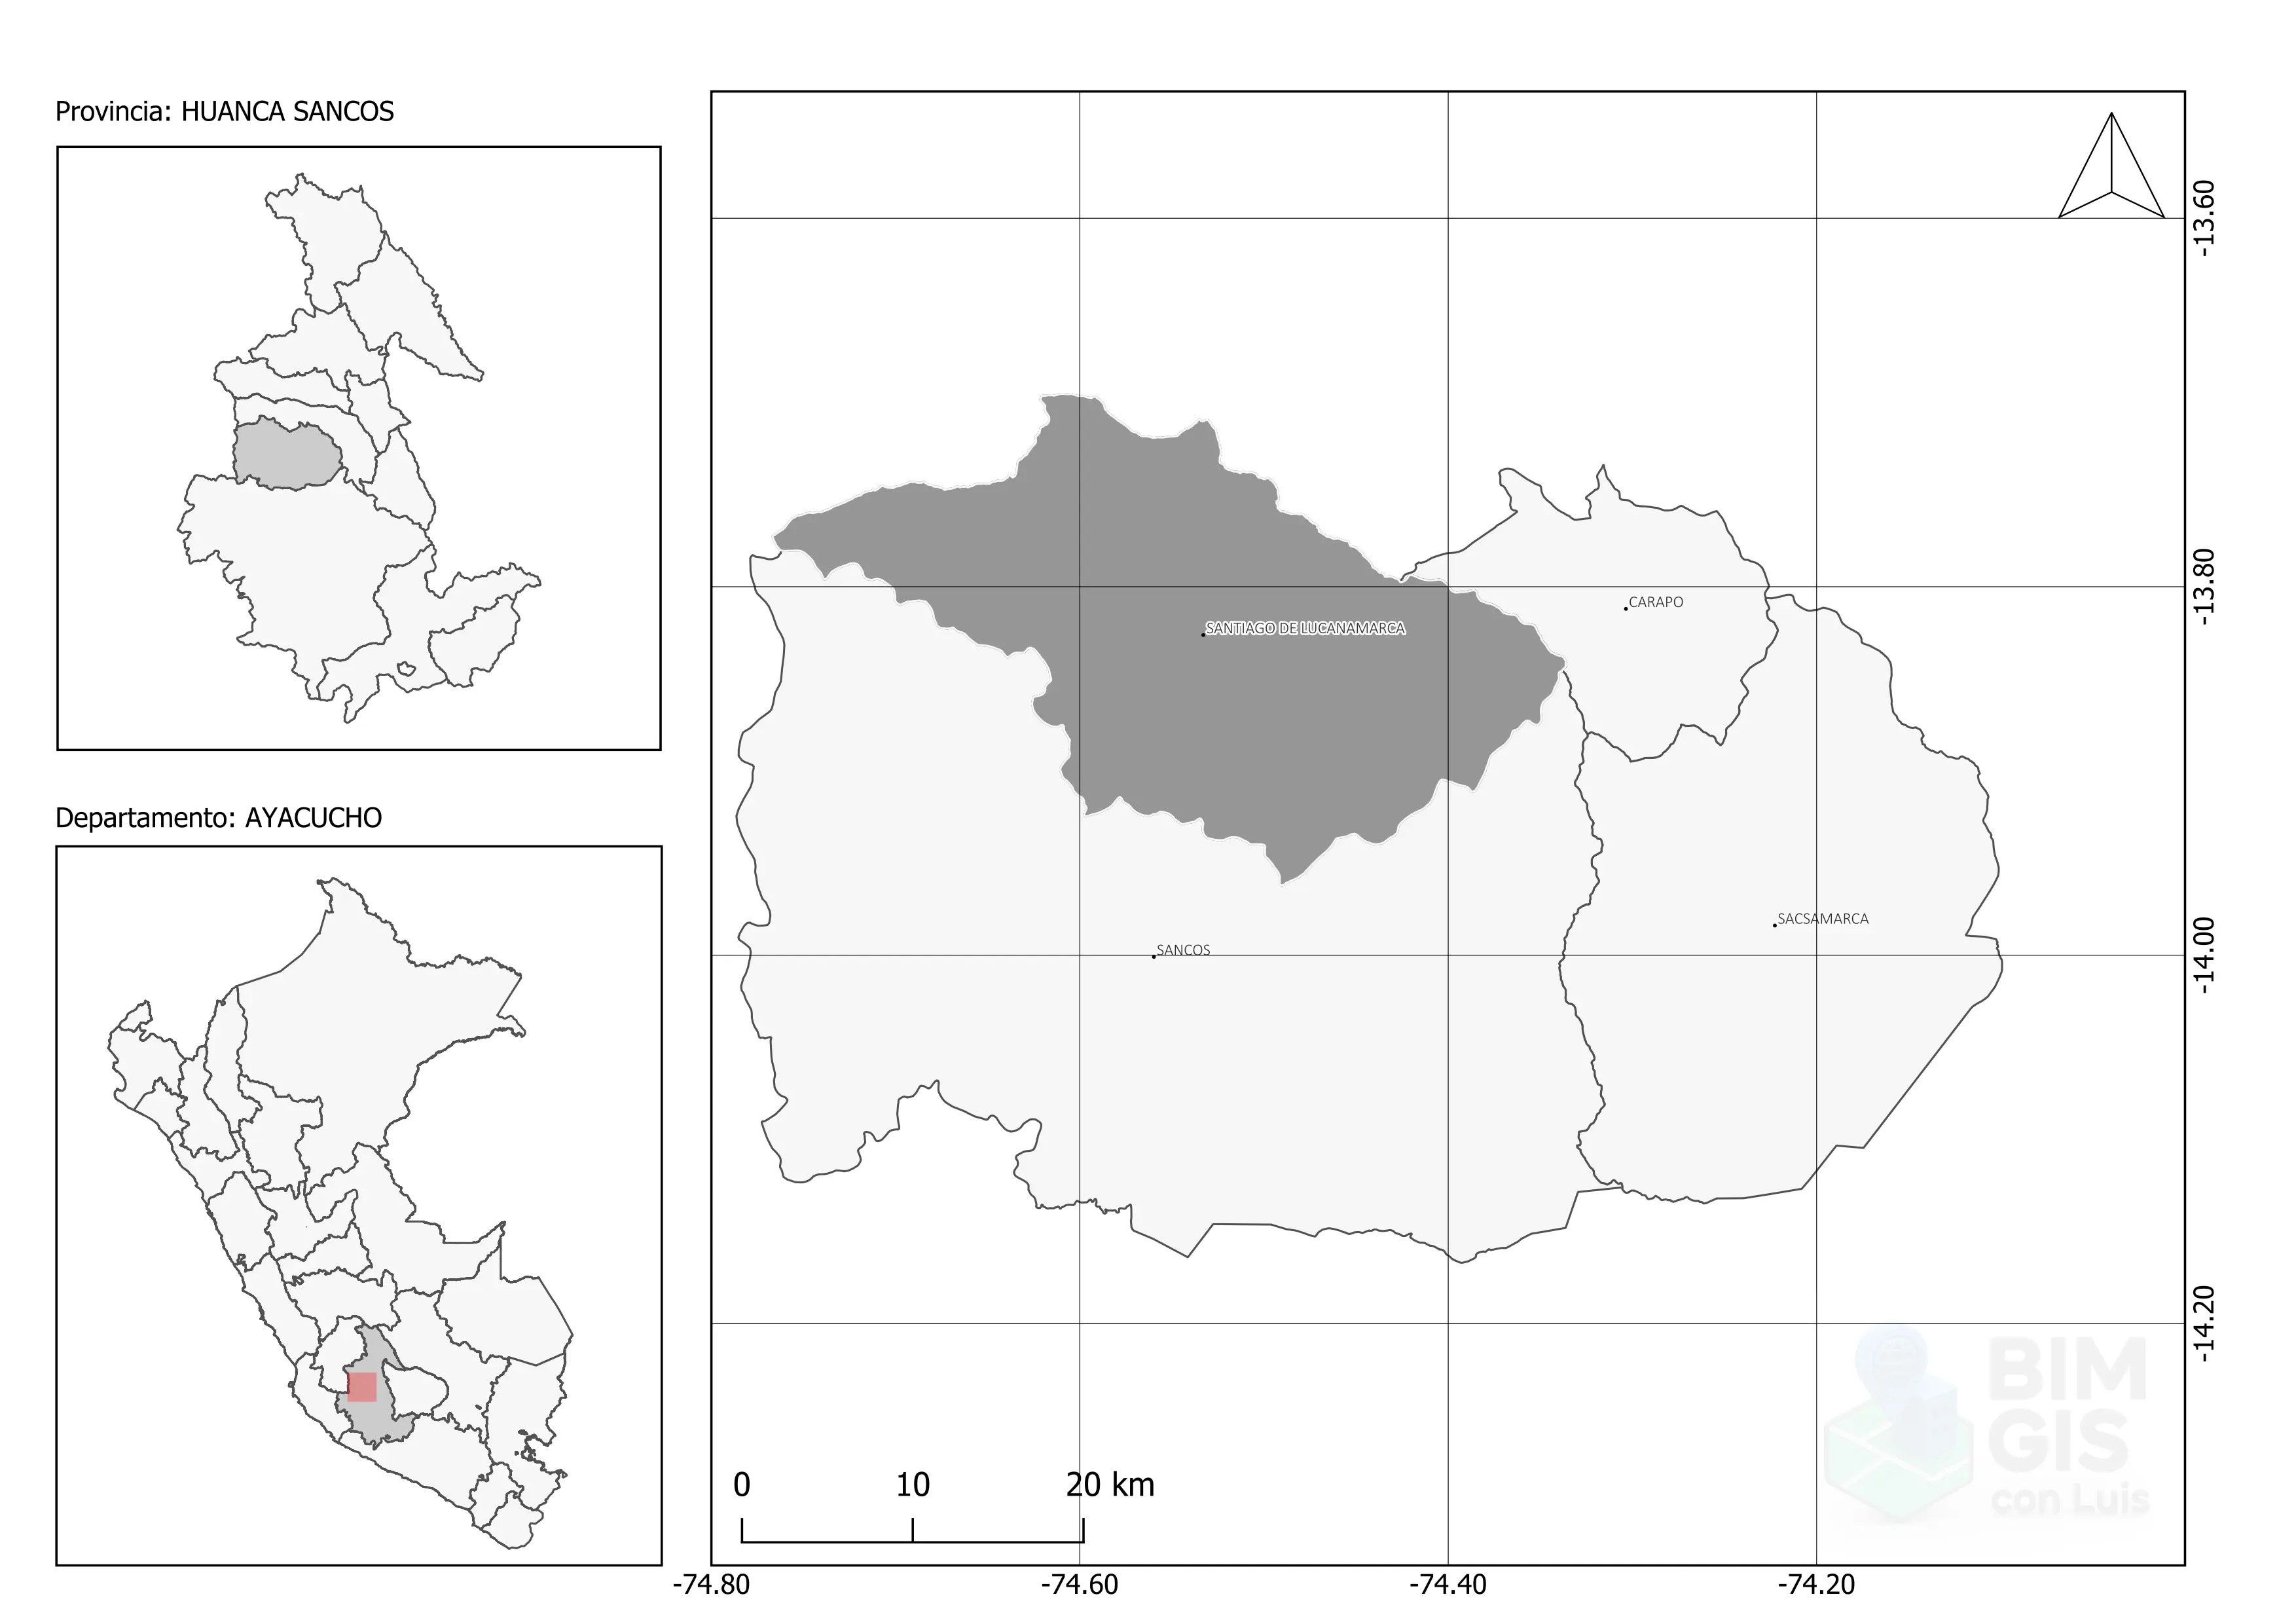 Provincia: HUANCA SANCOS
Departamento: AYACUCHO
-13.60
-13.80
CARAPO
SANTIAGO DE LUCANAMARCA
SACSAMARCA
SANCOS
-14.00
-14.20
BIM
GIS
con Luis
0 10 20 km
-74.80 -74.60 -74.40 -74.20